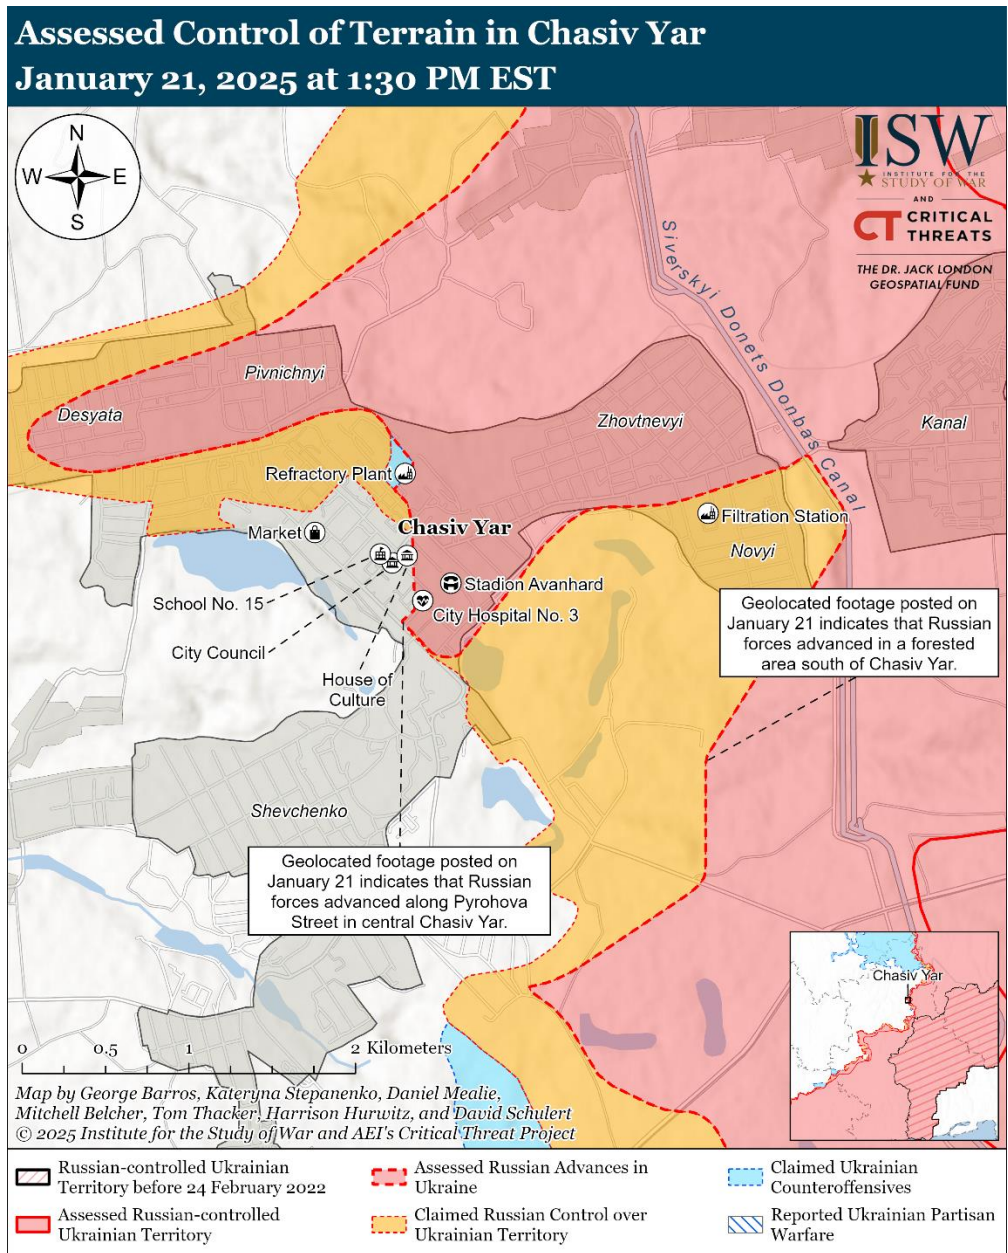 Assessed Control of Terrain in Chasiv Yar
January 21, 2025 at 1:30 PM EST
N
W
E
S
ISW
INSTITUTE FOR THE
STUDY OF WAR
AND
CT CRITICAL
THREATS
THE DR. JACK LONDON
GEOSPATIAL FUND
Siverskyi Donets Donbas Canal
Pivnichnyi
Desyata
Zhovtnevyi
Kanal
Refractory Plant
Chasiv Yar
Market
Filtration Station
Novyi
School No. 15
Stadion Avanhard
City Hospital No. 3
City Council
House of
Culture
Geolocated footage posted on
January 21 indicates that Russian
forces advanced in a forested
area south of Chasiv Yar.
Shevchenko
Geolocated footage posted on
January 21 indicates that Russian
forces advanced along Pyrohova
Street in central Chasiv Yar.
Chasiv Yar
0 0.5 1 2 Kilometers
Map by George Barros, Kateryna Stepanenko, Daniel Mealie,
Mitchell Belcher, Tom Thacker, Harrison Hurwitz, and David Schulert
© 2025 Institute for the Study of War and AEI's Critical Threat Project
Russian-controlled Ukrainian
Territory before 24 February 2022
Assessed Russian Advances in
Ukraine
Claimed Ukrainian
Counteroffensives
Assessed Russian-controlled
Ukrainian Territory
Claimed Russian Control over
Ukrainian Territory
Reported Ukrainian Partisan
Warfare